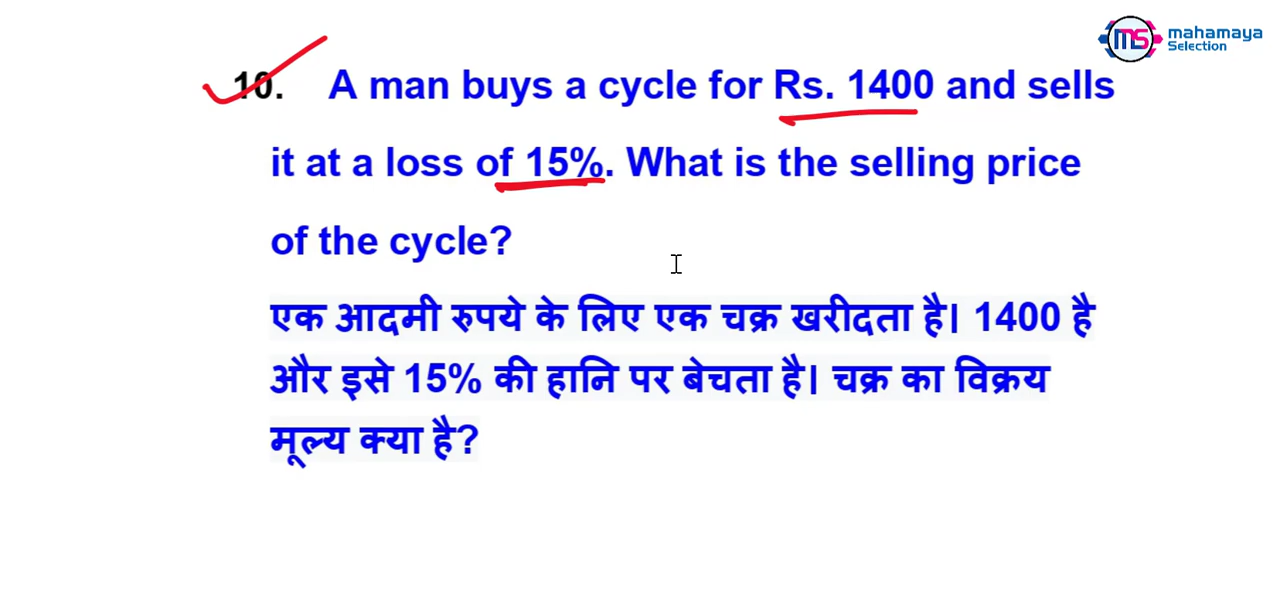 mahamaya
Selection
10. A man buys a cycle for Rs. 1400 and sells
it at a loss of 15%. What is the selling price
of the cycle?
एक आदमी रुपये के लिए एक चक्र खरीदता है। 1400 है
और इसे 15% की हानि पर बेचता है। चक्र का विक्रय
मूल्य क्या है?